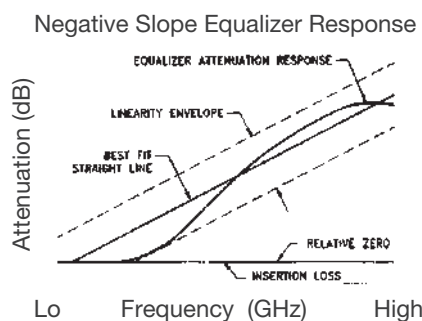 Negative Slope Equalizer Response
EQUALIZER ATTENUATION RESPONSE
LINEARITY ENVELOPE
BEST FIT
STRAIGHT LINE
Attenuation (dB)
RELATIVE ZERO
INSERTION LOSS
Lo Frequency (GHz) High